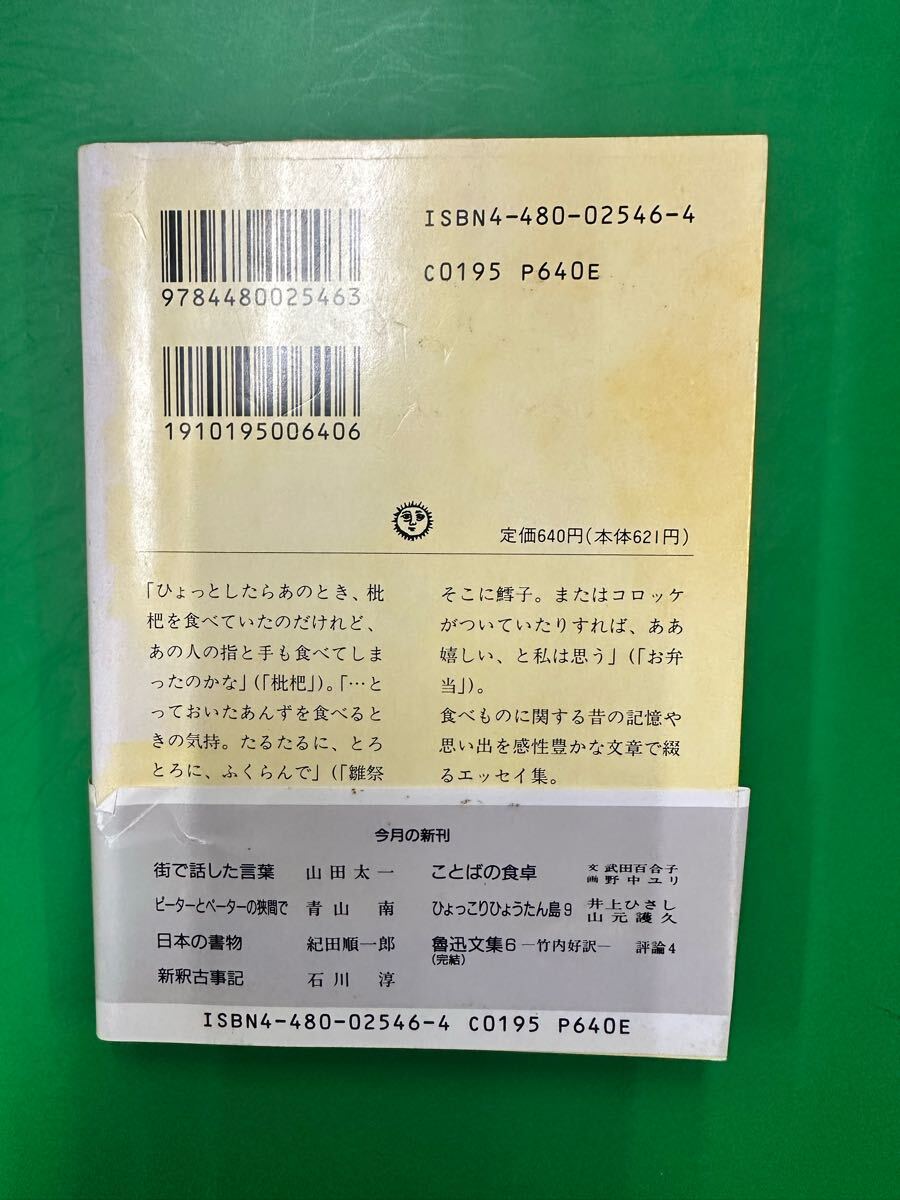 ISBN4-480-02546-4
C0195 P640E
9784480025463
1910195006406
定価640円(本体621円)
「ひょっとしたらあのとき、枇
杷を食べていたのだけれど、
あの人の指と手も食べてしま
ったのかな」(「枇杷」)。「…と
っておいたあんずを食べると
きの気持。たるたるに、とろ
とろに、ふくらんで」(「雛祭
そこに鱈子。またはコロッケ
がついていたりすれば、ああ
嬉しい、と私は思う」(「お弁
当」)。
食べものに関する昔の記憶や
思い出を感性豊かな文章で綴
るエッセイ集。
今月の新刊
街で話した言葉 山田太一
ピーターとペーターの狭間で 青山 南
日本の書物 紀田順一郎
新釈古事記 石川 淳
ことばの食卓 文 武田百合子
画 野中ユリ
ひょっこりひょうたん島9 井上ひさし
山元護久
魯迅文集6 ―竹内好訳― 評論4
(完結)
ISBN4-480-02546-4 C0195 P640E